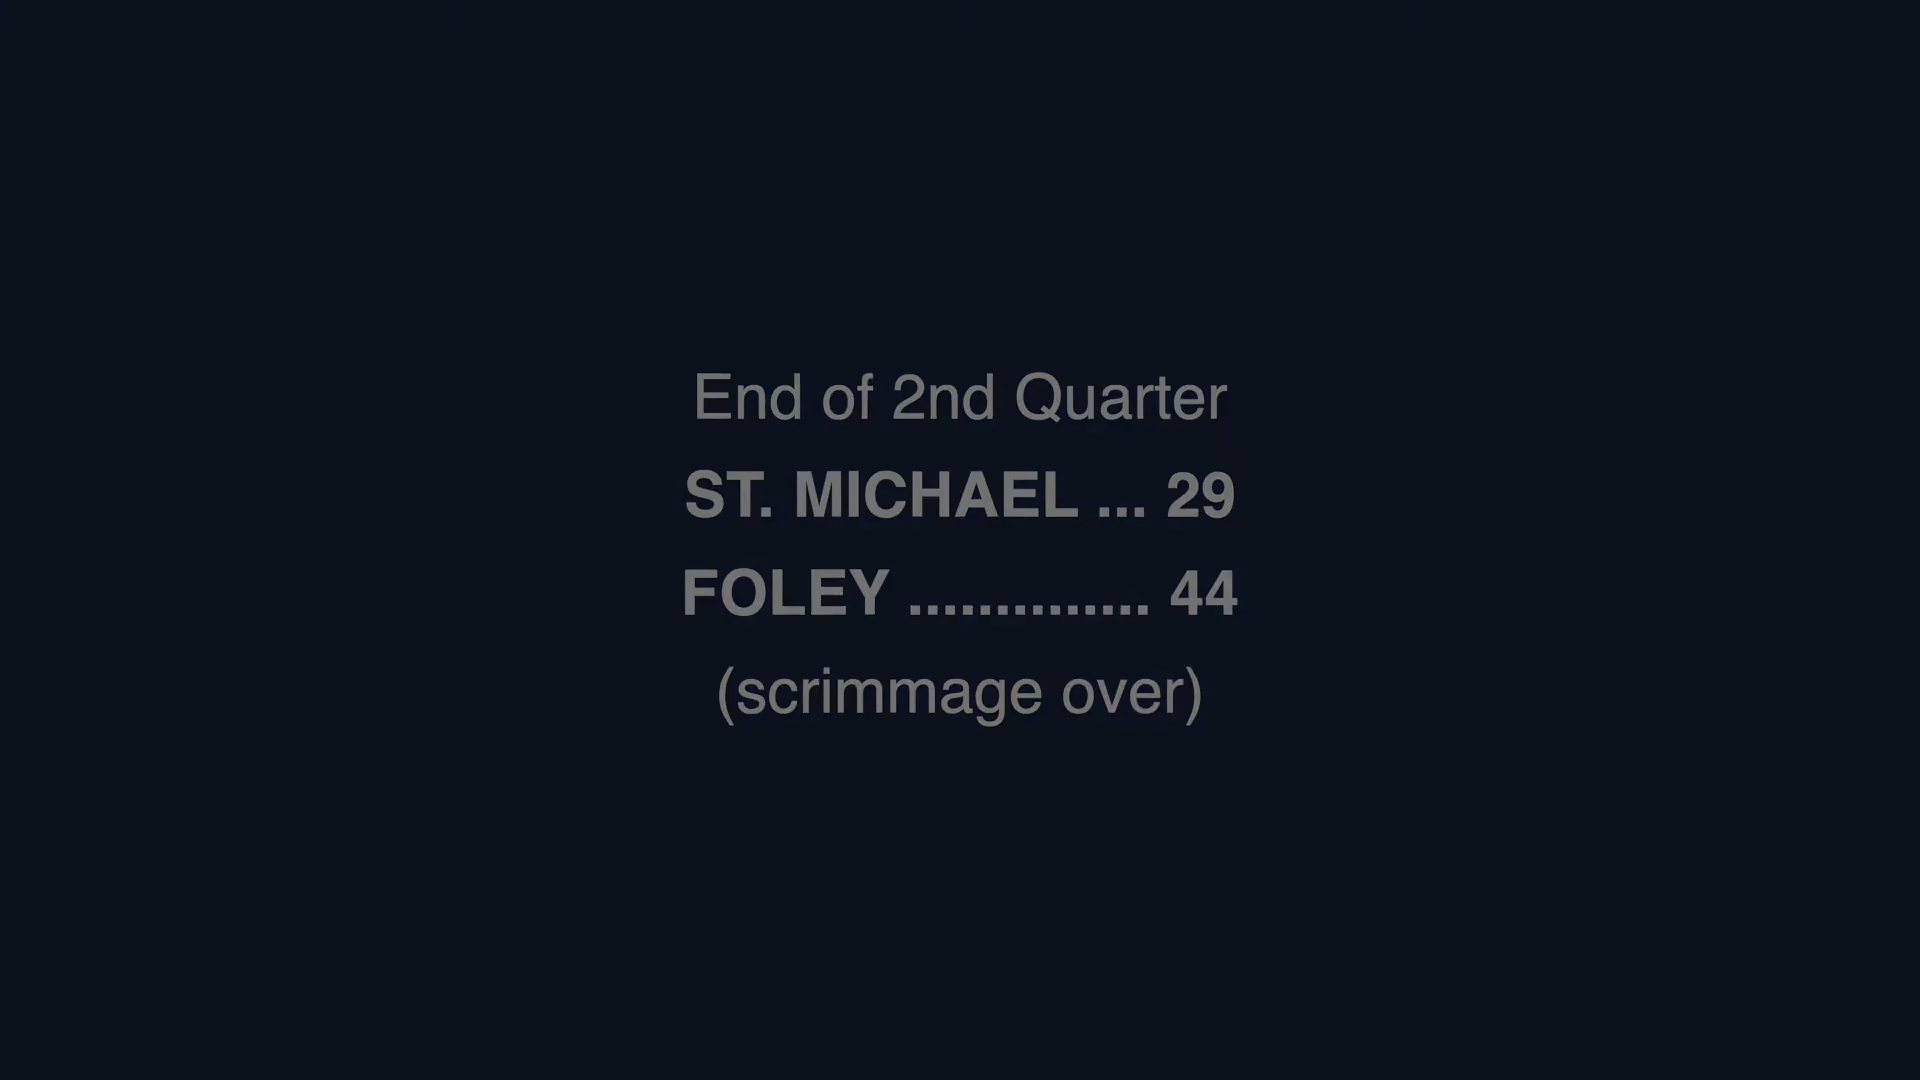 End of 2nd Quarter
ST. MICHAEL ... 29
FOLEY .............. 44
(scrimmage over)